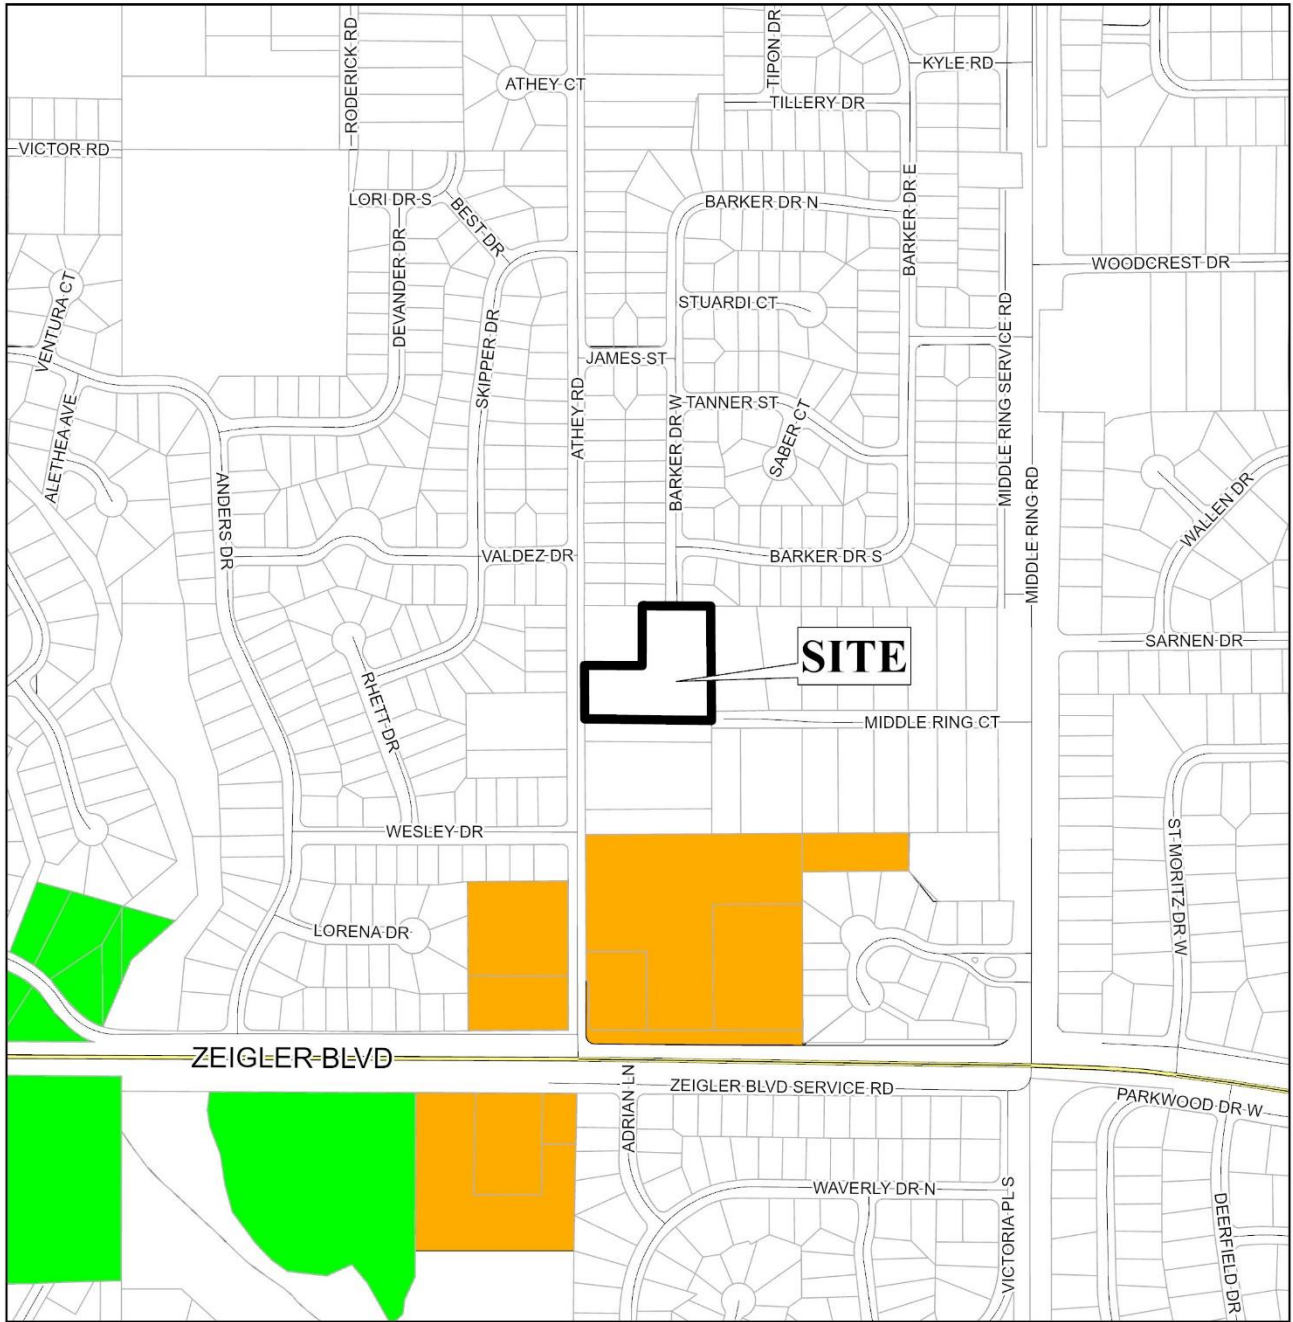 RODERICK RD
TIPON DR
KYLE RD
ATHEY CT
TILLERY DR
VICTOR RD
LORI DR S
BEST DR
BARKER DR N
BARKER DR E
DEVANDER DR
WOODCREST DR
VENTURA CT
STUARDI CT
SKIPPER DR
MIDDLE RING SERVICE RD
JAMES ST
ATHEY RD
ALETHEA AVE
TANNER ST
SABER CT
BARKER DR W
ANDERS DR
MIDDLE RING RD
WALLEN DR
VALDEZ DR
BARKER DR S
SITE
SARNEN DR
RHETT DR
MIDDLE RING CT
WESLEY DR
ST MORITZ DR W
LORENA DR
ZEIGLER BLVD
ADRIAN LN
ZEIGLER BLVD SERVICE RD
PARKWOOD DR W
WAVERLY DR N
VICTORIA PL S
DEERFIELD DR